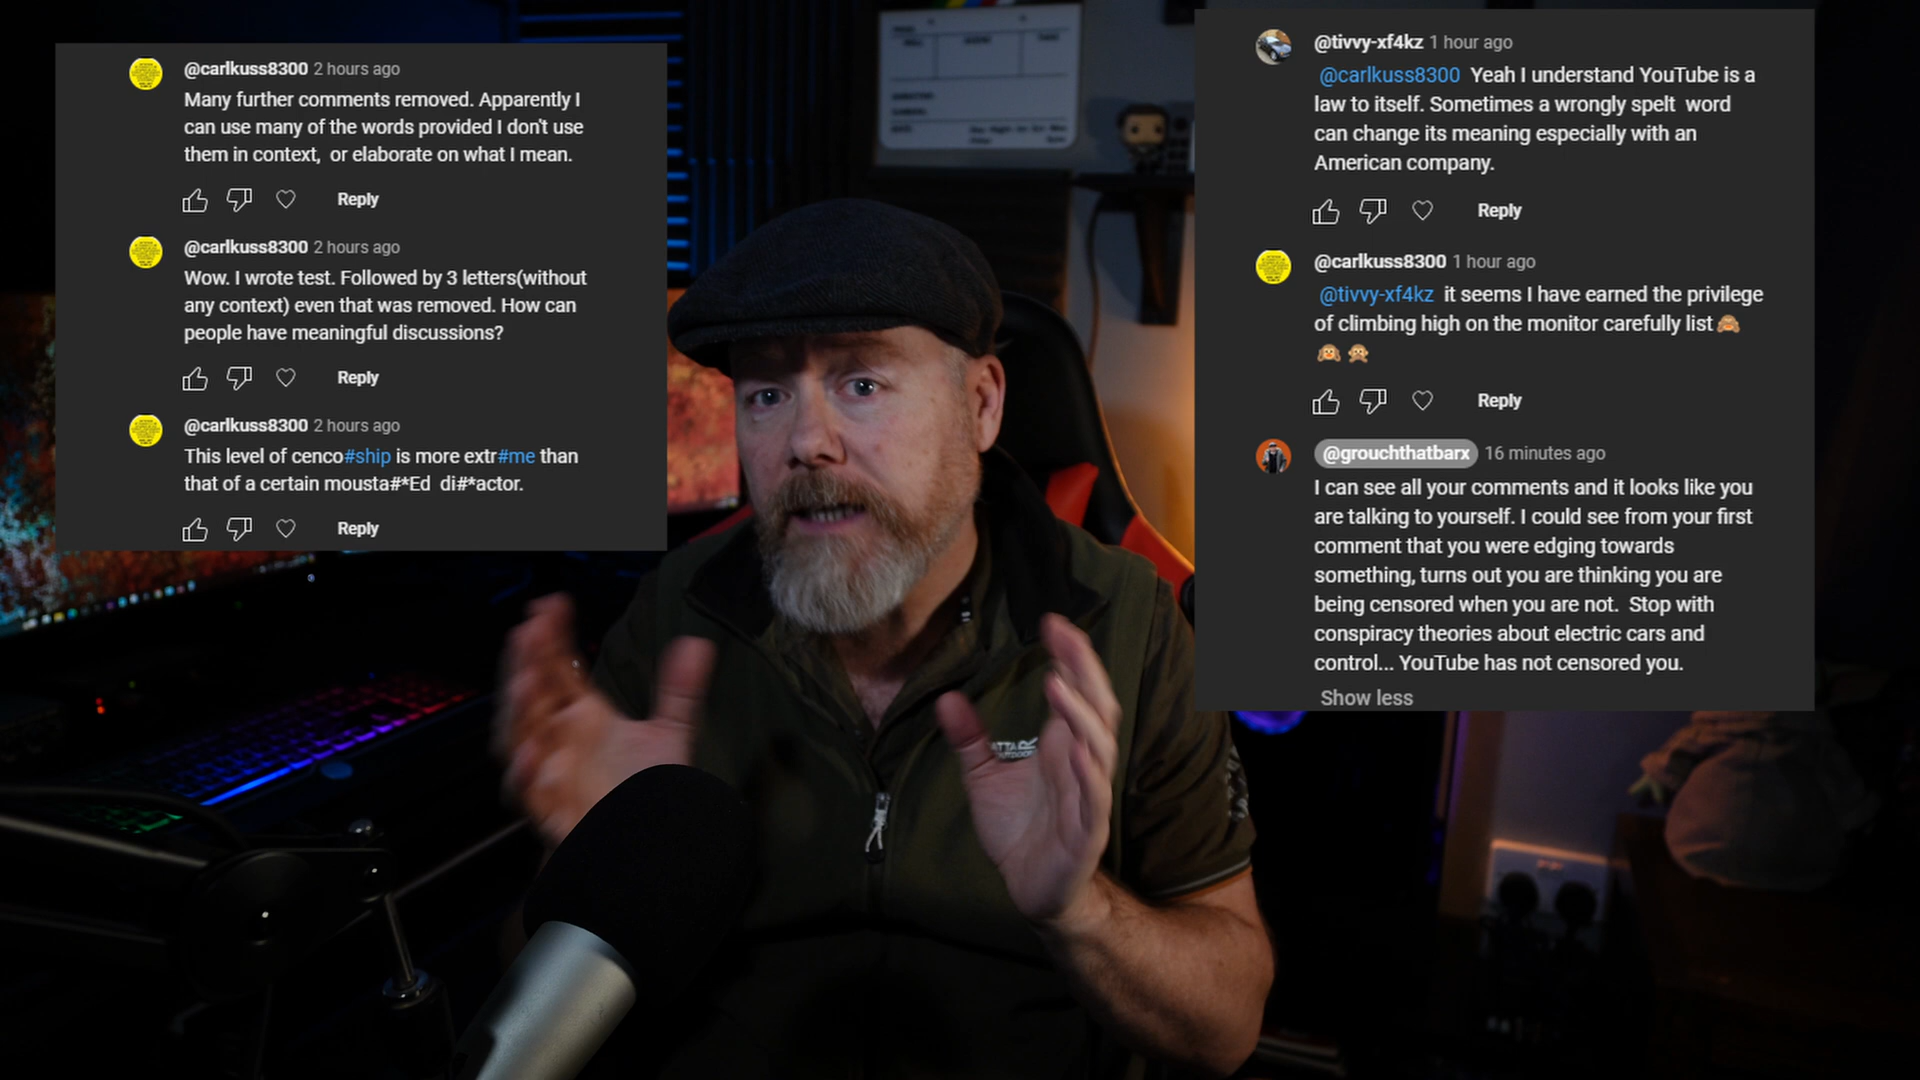 @carlkuss8300 2 hours ago
Many further comments removed. Apparently I
can use many of the words provided I don't use
them in context, or elaborate on what I mean.
Reply
@carlkuss8300 2 hours ago
Wow. I wrote test. Followed by 3 letters(without
any context) even that was removed. How can
people have meaningful discussions?
Reply
@carlkuss8300 2 hours ago
This level of cenco#ship is more extr#me than
that of a certain mousta#*Ed di#*actor.
Reply
@tivvy-xf4kz 1 hour ago
@carlkuss8300 Yeah I understand YouTube is a
law to itself. Sometimes a wrongly spelt word
can change its meaning especially with an
American company.
Reply
@carlkuss8300 1 hour ago
@tivvy-xf4kz it seems I have earned the privilege
of climbing high on the monitor carefully list🙈
🙉🙊
Reply
@grouchthatbarx 16 minutes ago
I can see all your comments and it looks like you
are talking to yourself. I could see from your first
comment that you were edging towards
something, turns out you are thinking you are
being censored when you are not. Stop with
conspiracy theories about electric cars and
control... YouTube has not censored you.
Show less